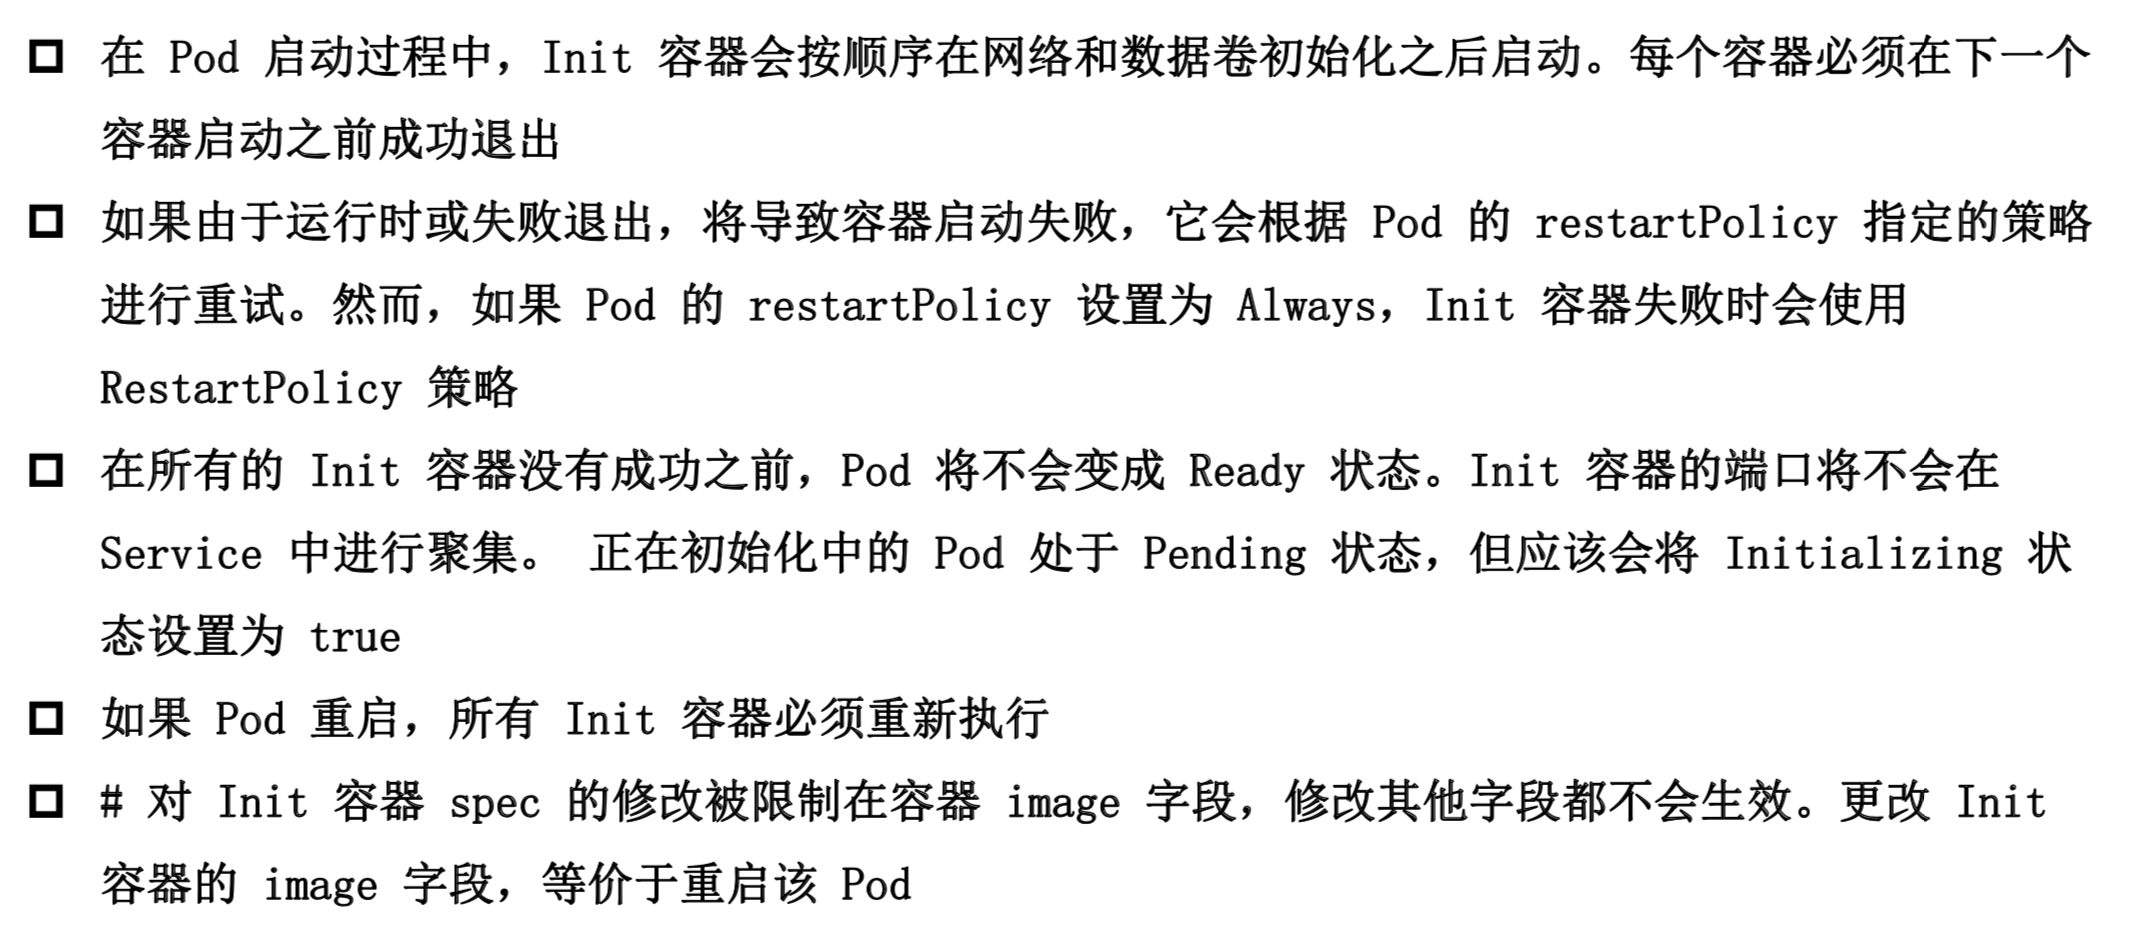 在 Pod 启动过程中，Init 容器会按顺序在网络和数据卷初始化之后启动。每个容器必须在下一个
容器启动之前成功退出
如果由于运行时或失败退出，将导致容器启动失败，它会根据 Pod 的 restartPolicy 指定的策略
进行重试。然而，如果 Pod 的 restartPolicy 设置为 Always，Init 容器失败时会使用
RestartPolicy 策略
在所有的 Init 容器没有成功之前，Pod 将不会变成 Ready 状态。Init 容器的端口将不会在
Service 中进行聚集。 正在初始化中的 Pod 处于 Pending 状态，但应该会将 Initializing 状
态设置为 true
如果 Pod 重启，所有 Init 容器必须重新执行
# 对 Init 容器 spec 的修改被限制在容器 image 字段，修改其他字段都不会生效。更改 Init
容器的 image 字段，等价于重启该 Pod